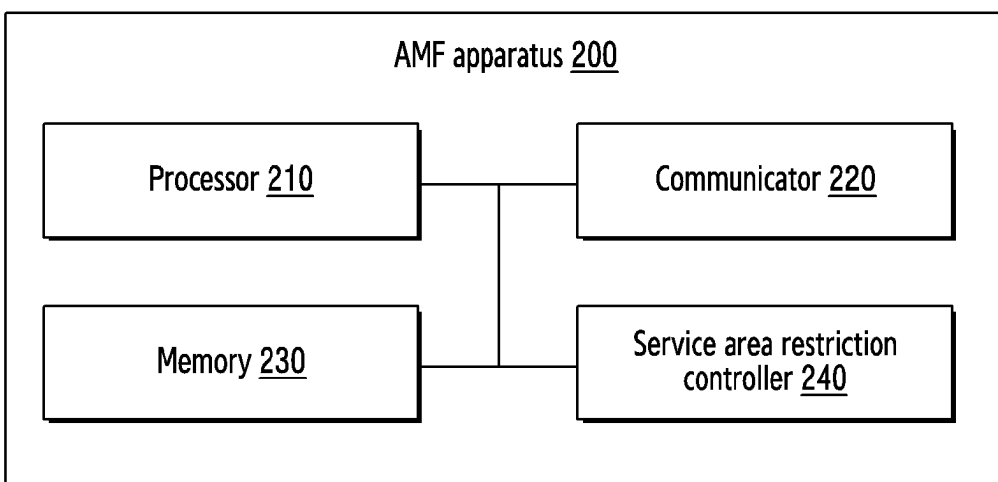 AMF apparatus 200
Processor 210
Communicator 220
Memory 230
Service area restriction
controller 240